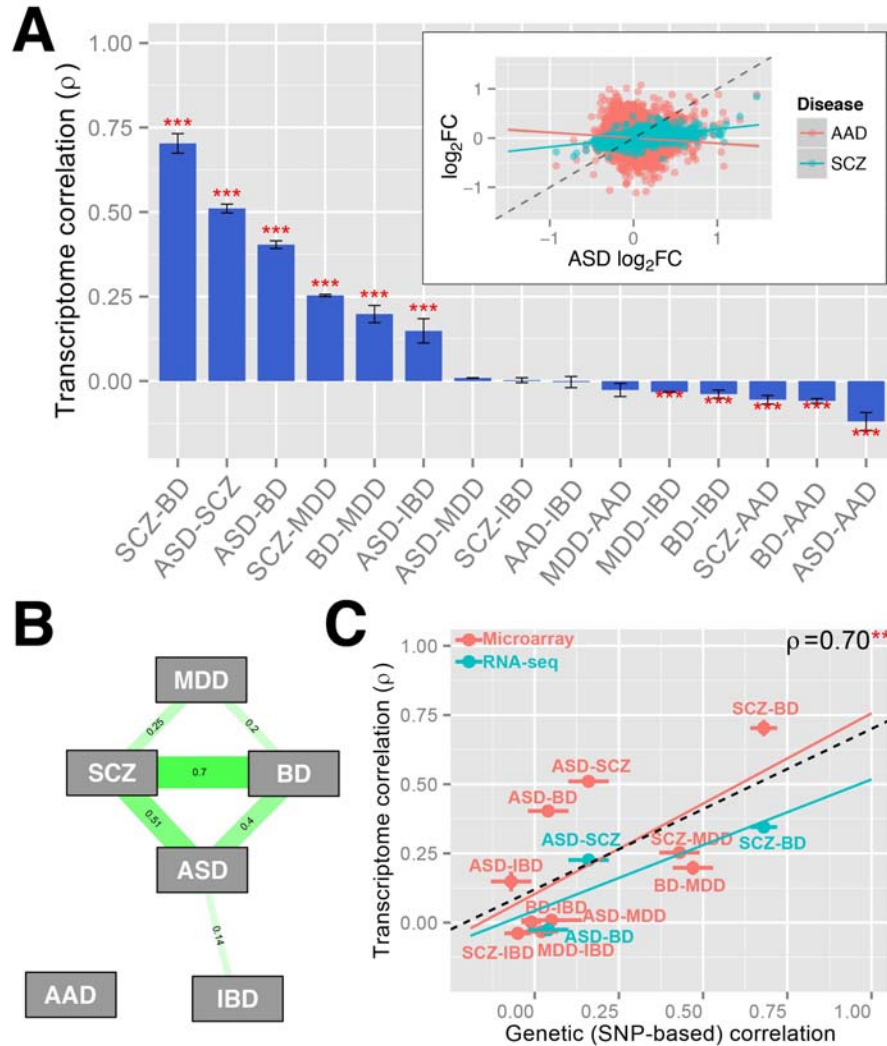 A
Transcriptome correlation (ρ)
1.00
0.75
0.50
0.25
0.00
***
***
***
***
***
***
***
***
***
***
***
SCZ-BD
ASD-SCZ
ASD-BD
SCZ-MDD
BD-MDD
ASD-IBD
ASD-MDD
SCZ-IBD
AAD-IBD
MDD-AAD
MDD-IBD
BD-IBD
SCZ-AAD
BD-AAD
ASD-AAD
log₂FC
1
0
−1
−1
0
1
ASD log₂FC
Disease
AAD
SCZ
B
MDD
0.25
0.2
SCZ
0.7
BD
0.51
0.4
ASD
0.14
AAD
IBD
C
Transcriptome correlation (ρ)
1.00
0.75
0.50
0.25
0.00
Microarray
RNA-seq
ρ=0.70**
SCZ-BD
ASD-SCZ
ASD-BD
ASD-SCZ
SCZ-MDD
SCZ-BD
ASD-IBD
BD-MDD
BD-IBD
ASD-MDD
ASD-BD
SCZ-IBD
MDD-IBD
0.00
0.25
0.50
0.75
1.00
Genetic (SNP-based) correlation